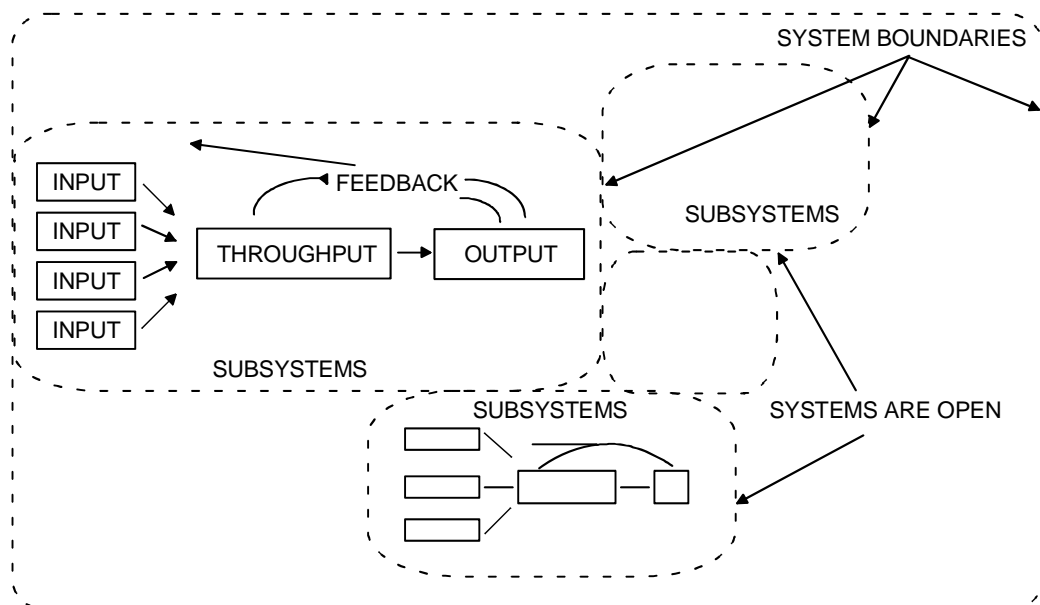 SYSTEM BOUNDARIES
INPUT
FEEDBACK
INPUT
SUBSYSTEMS
THROUGHPUT
OUTPUT
INPUT
INPUT
SUBSYSTEMS
SUBSYSTEMS
SYSTEMS ARE OPEN